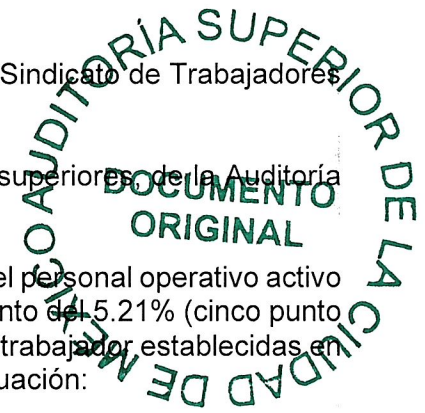 Sindicato de Trabajadores
superiores, de la Auditoría
el personal operativo activo
nto del 5.21% (cinco punto
trabajador establecidas en
uación:
AUDITORÍA SUPERIOR DE LA CIUDAD DE MÉXICO
DOCUMENTO
ORIGINAL